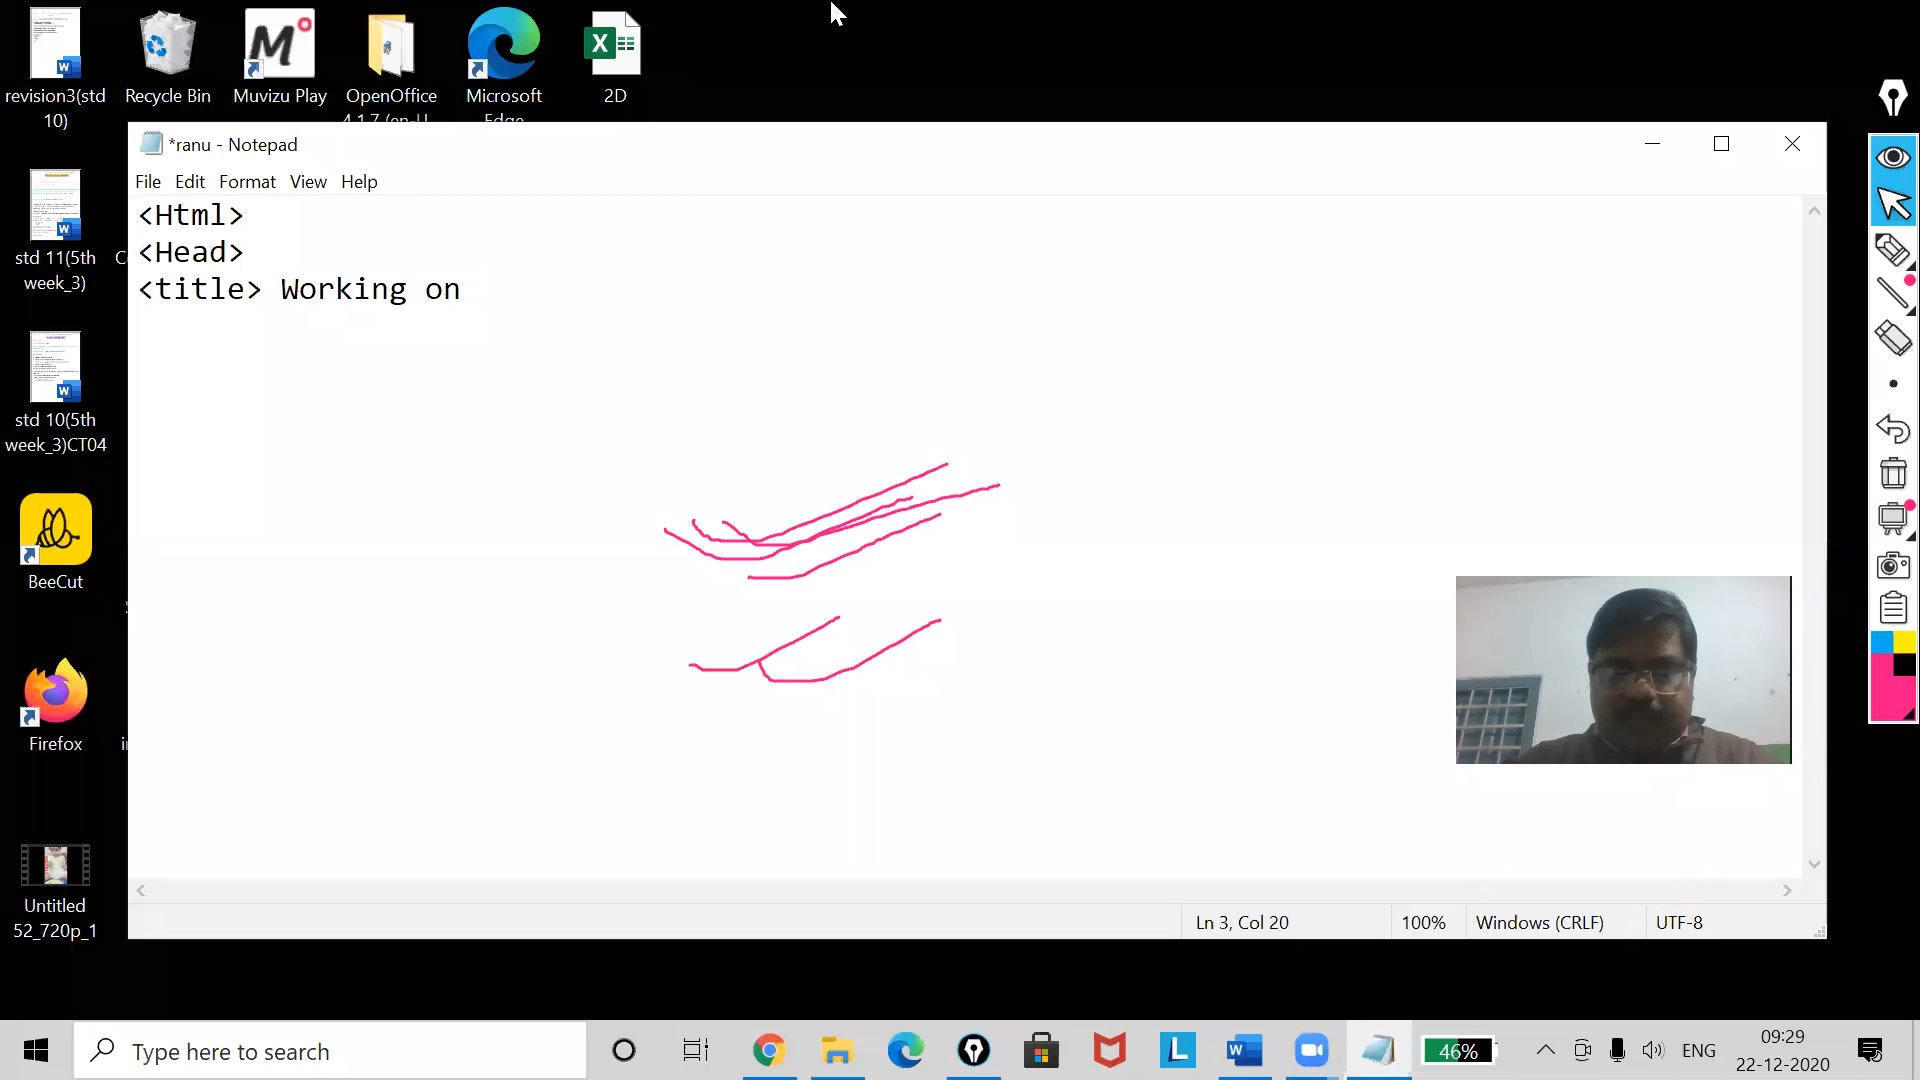 revision3(std
10)
Recycle Bin
Muvizu Play
OpenOffice
Microsoft
Edge
2D
*ranu - Notepad
File Edit Format View Help
<Html>
<Head>
<title> Working on
std 11(5th
week_3)
std 10(5th
week_3)CT04
BeeCut
Firefox
Untitled
52_720p_1
Ln 3, Col 20
100%
Windows (CRLF)
UTF-8
Type here to search
46%
ENG
09:29
22-12-2020